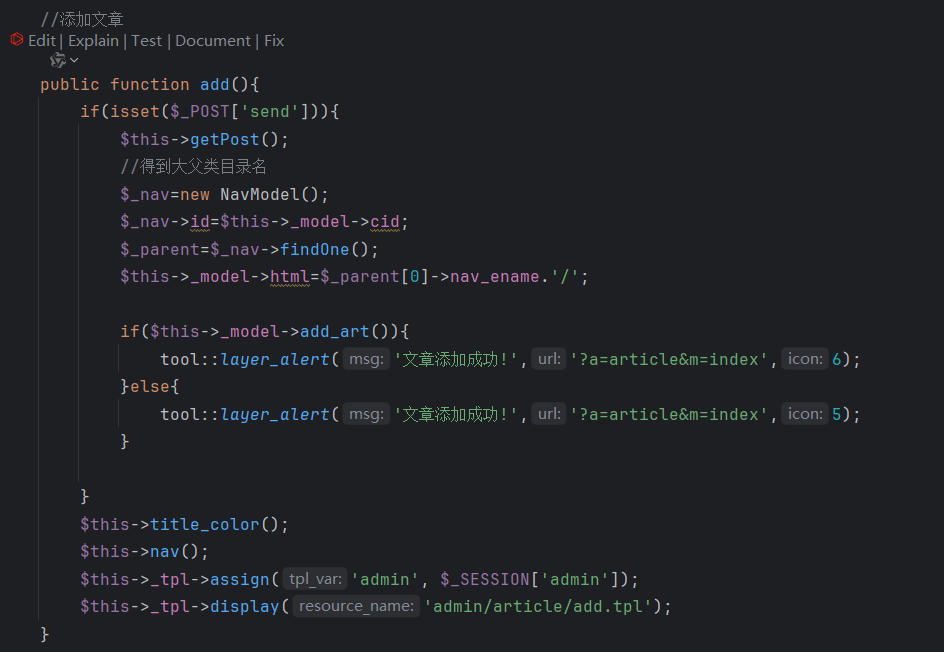 //添加文章
Edit | Explain | Test | Document | Fix
public function add(){
if(isset($_POST['send'])){
$this->getPost();
//得到大父类目录名
$_nav=new NavModel();
$_nav->id=$this->_model->cid;
$_parent=$_nav->findOne();
$this->_model->html=$_parent[0]->nav_ename.'/';
if($this->_model->add_art()){
tool::layer_alert( msg: '文章添加成功!', url: '?a=article&m=index', icon: 6);
}else{
tool::layer_alert( msg: '文章添加成功!', url: '?a=article&m=index', icon: 5);
}
}
$this->title_color();
$this->nav();
$this->_tpl->assign( tpl_var: 'admin', $_SESSION['admin']);
$this->_tpl->display( resource_name: 'admin/article/add.tpl');
}